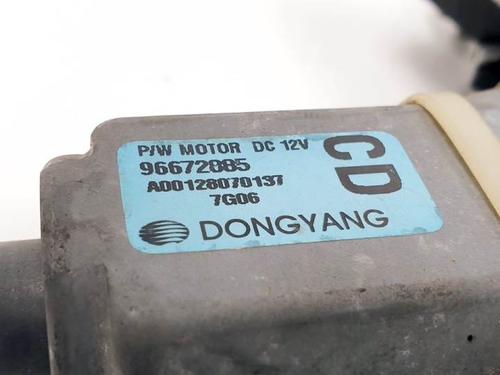 P/W MOTOR DC 12V
96672885
A00128070137
7G06
DONGYANG
CD